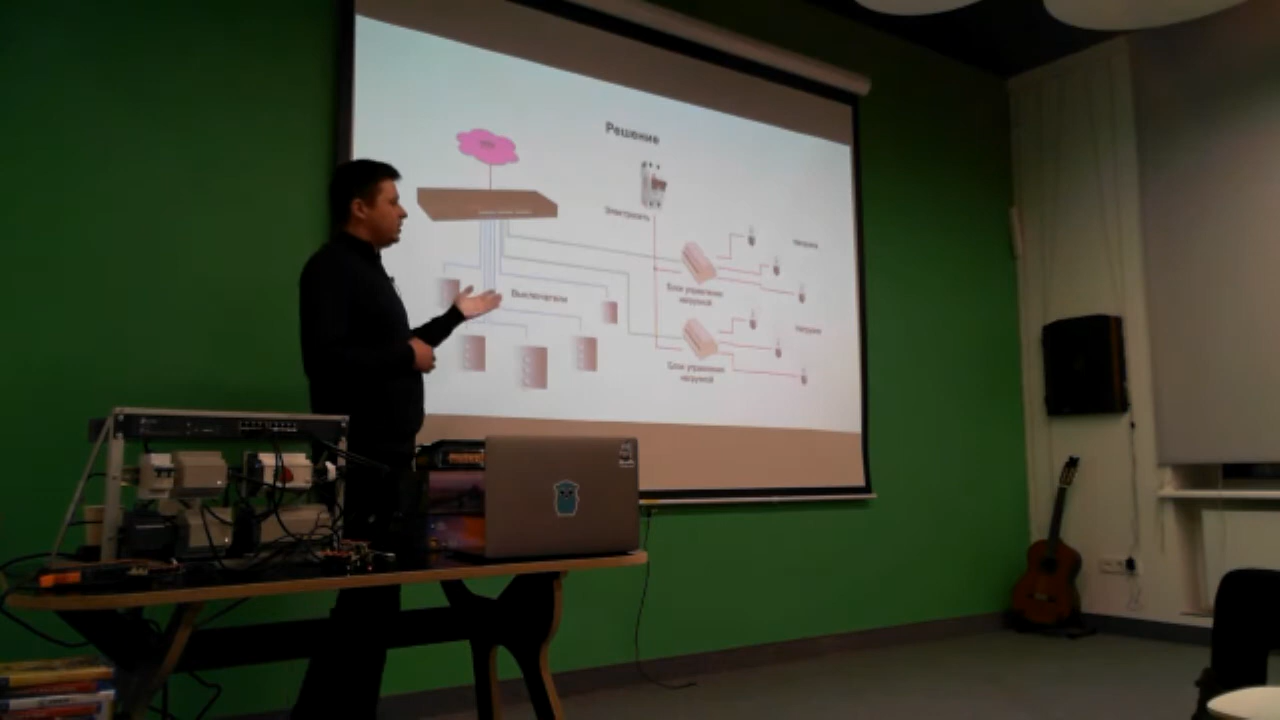 Решение
Электросеть
Нагрузка
Выключатели
Блок управления
нагрузкой
Нагрузка
Блок управления
нагрузкой